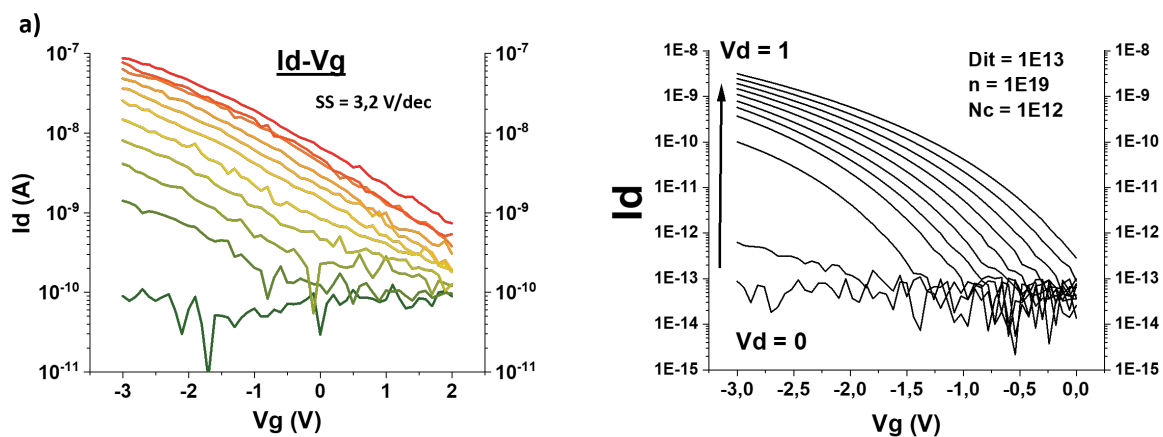 a)
Id-Vg
SS = 3,2 V/dec
Id (A)
10⁻⁷
10⁻⁸
10⁻⁹
10⁻¹⁰
10⁻¹¹
10⁻⁷
10⁻⁸
10⁻⁹
10⁻¹⁰
10⁻¹¹
-3 -2 -1 0 1 2
Vg (V)
Vd = 1
Dit = 1E13
n = 1E19
Nc = 1E12
Id
1E-8
1E-9
1E-10
1E-11
1E-12
1E-13
1E-14
1E-15
1E-8
1E-9
1E-10
1E-11
1E-12
1E-13
1E-14
1E-15
Vd = 0
-3,0 -2,5 -2,0 -1,5 -1,0 -0,5 0,0
Vg (V)